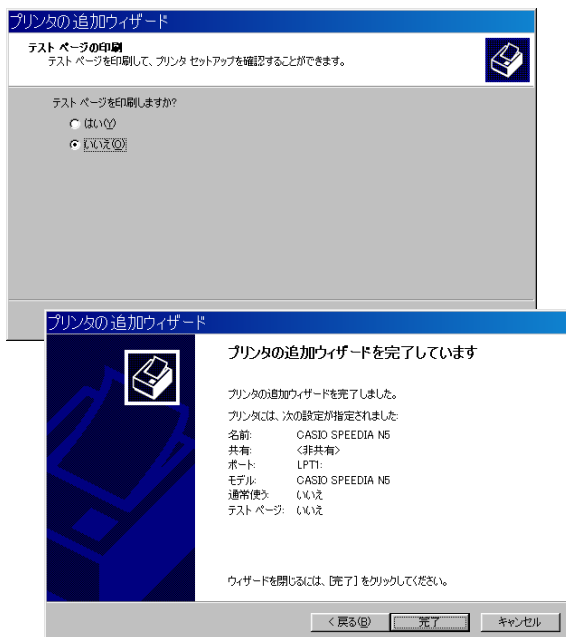 プリンタの追加ウィザード
テスト ページの印刷
テスト ページを印刷して、プリンタ セットアップを確認することができます。
テスト ページを印刷しますか?
はい(Y)
いいえ(O)
プリンタの追加ウィザード
プリンタの追加ウィザードを完了しています
プリンタの追加ウィザードを完了しました。
プリンタには、次の設定が指定されました:
名前: CASIO SPEEDIA N5
共有: <非共有>
ポート: LPT1:
モデル: CASIO SPEEDIA N5
通常使う: いいえ
テスト ページ: いいえ
ウィザードを閉じるには、[完了] をクリックしてください。
< 戻る(B) 完了 キャンセル